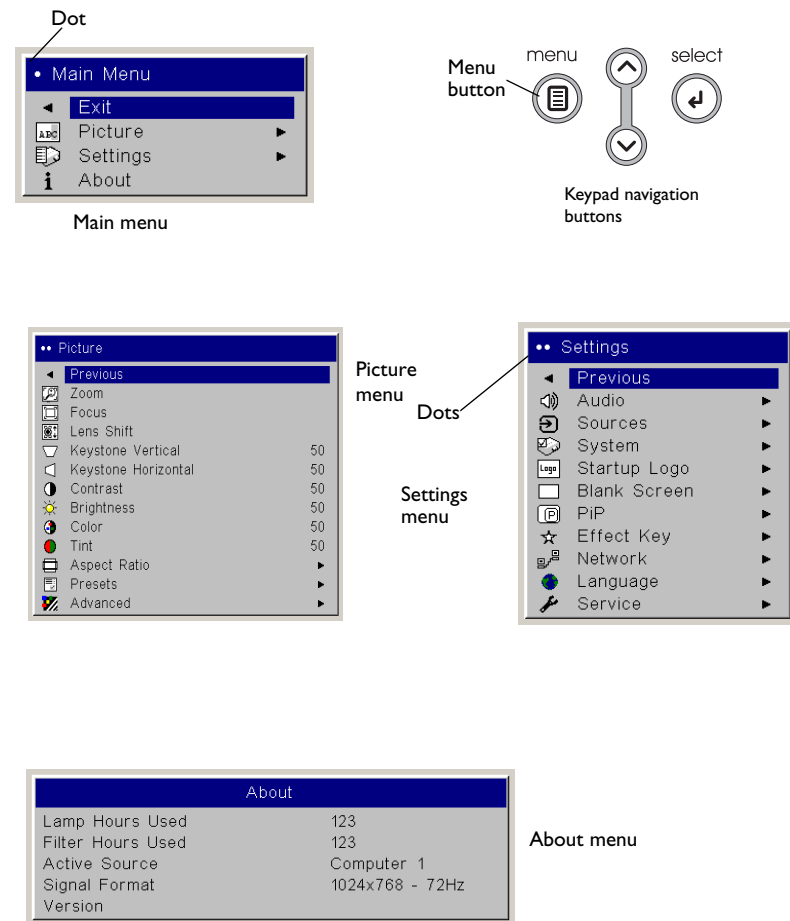 Dot
• Main Menu
Exit
ABC Picture
Settings
i About
Main menu
menu
select
Menu
button
Keypad navigation
buttons
•• Picture
Previous
Zoom
Focus
Lens Shift
Keystone Vertical 50
Keystone Horizontal 50
Contrast 50
Brightness 50
Color 50
Tint 50
Aspect Ratio
Presets
Advanced
Picture
menu
Dots
Settings
menu
•• Settings
Previous
Audio
Sources
System
Logo Startup Logo
Blank Screen
P PiP
Effect Key
Network
Language
Service
About
Lamp Hours Used 123
Filter Hours Used 123
Active Source Computer 1
Signal Format 1024x768 - 72Hz
Version
About menu